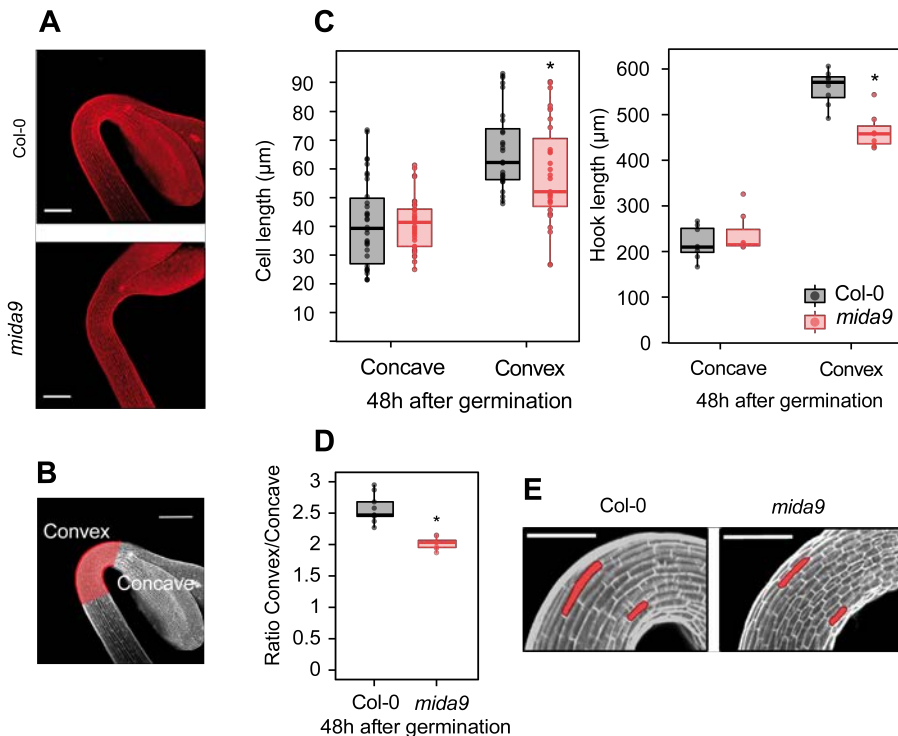 A
Col-0
mida9
C
Cell length (µm)
90
80
70
60
50
40
30
20
10
*
Concave
Convex
48h after germination
Hook length (µm)
600
500
400
300
200
100
0
*
Col-0
mida9
Concave
Convex
48h after germination
B
Convex
Concave
D
Ratio Convex/Concave
3
2.5
2
1.5
1
0.5
0
*
Col-0
mida9
48h after germination
E
Col-0
mida9